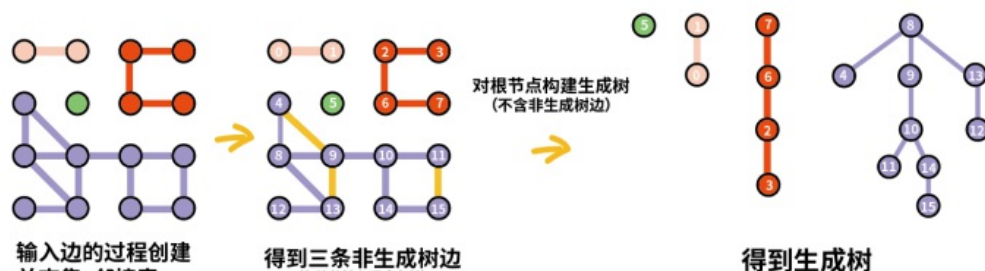 0 1 2 3
4 5 6 7
8 9 10 11
12 13 14 15
对根节点构建生成树
(不含非生成树边)
5 1 7 8
0 6 4 9 13
2 10 12
11 14
3
15
输入边的过程创建
得到三条非生成树边
得到生成树